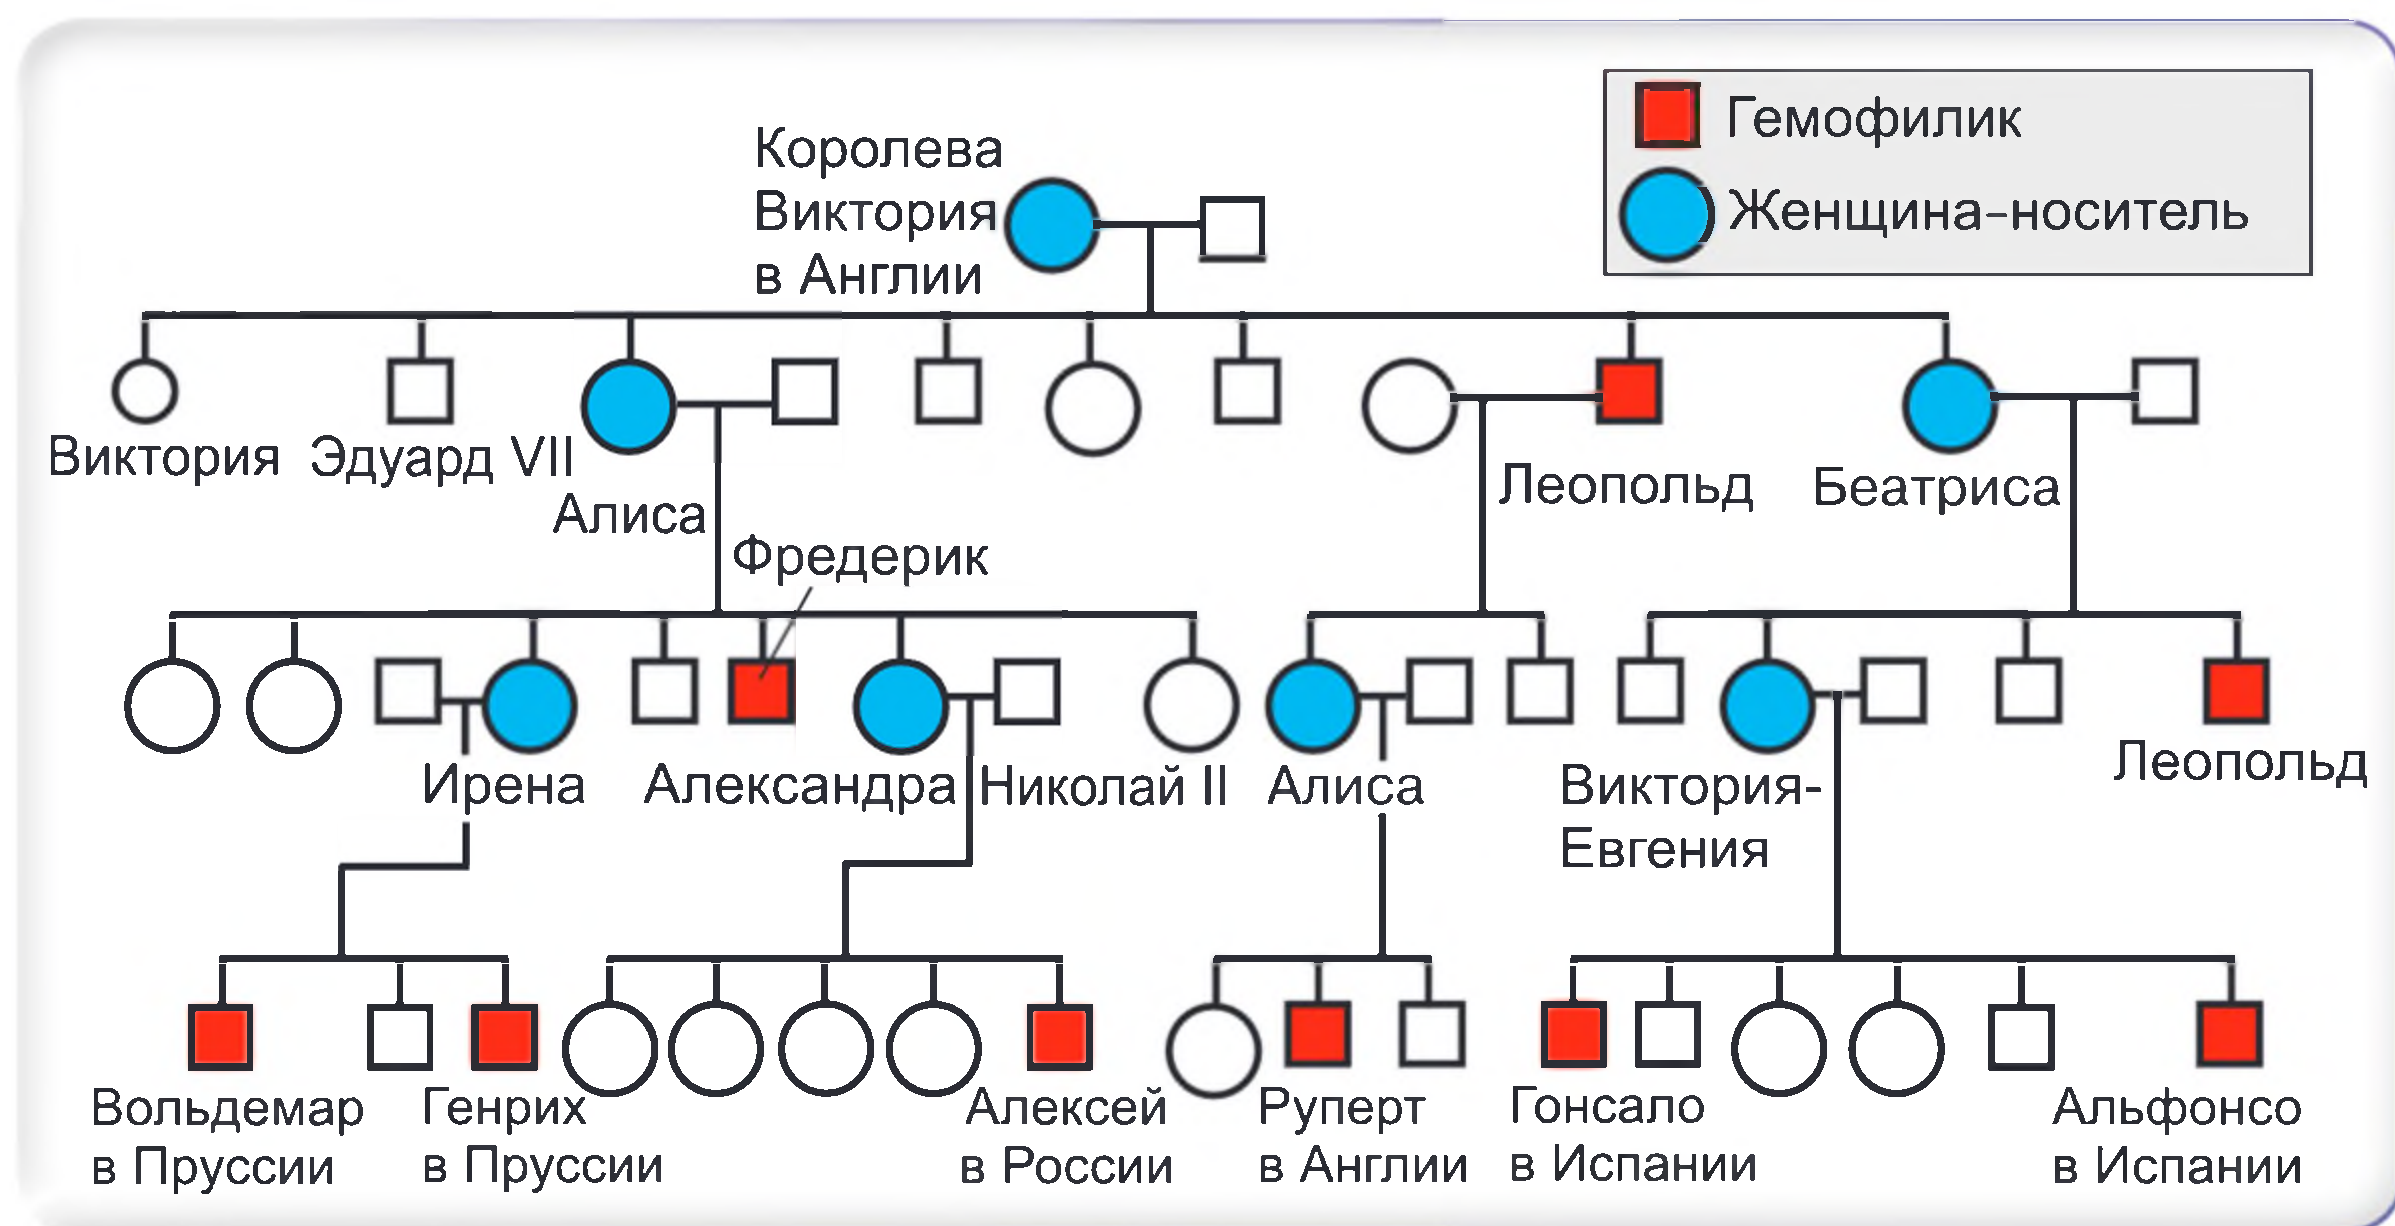 Гемофилик
Женщина-носитель
Королева
Виктория
в Англии
Виктория
Эдуард VII
Алиса
Леопольд
Беатриса
Фредерик
Ирена
Александра
Николай II
Алиса
Виктория-
Евгения
Леопольд
Вольдемар
в Пруссии
Генрих
в Пруссии
Алексей
в России
Руперт
в Англии
Гонсало
в Испании
Альфонсо
в Испании